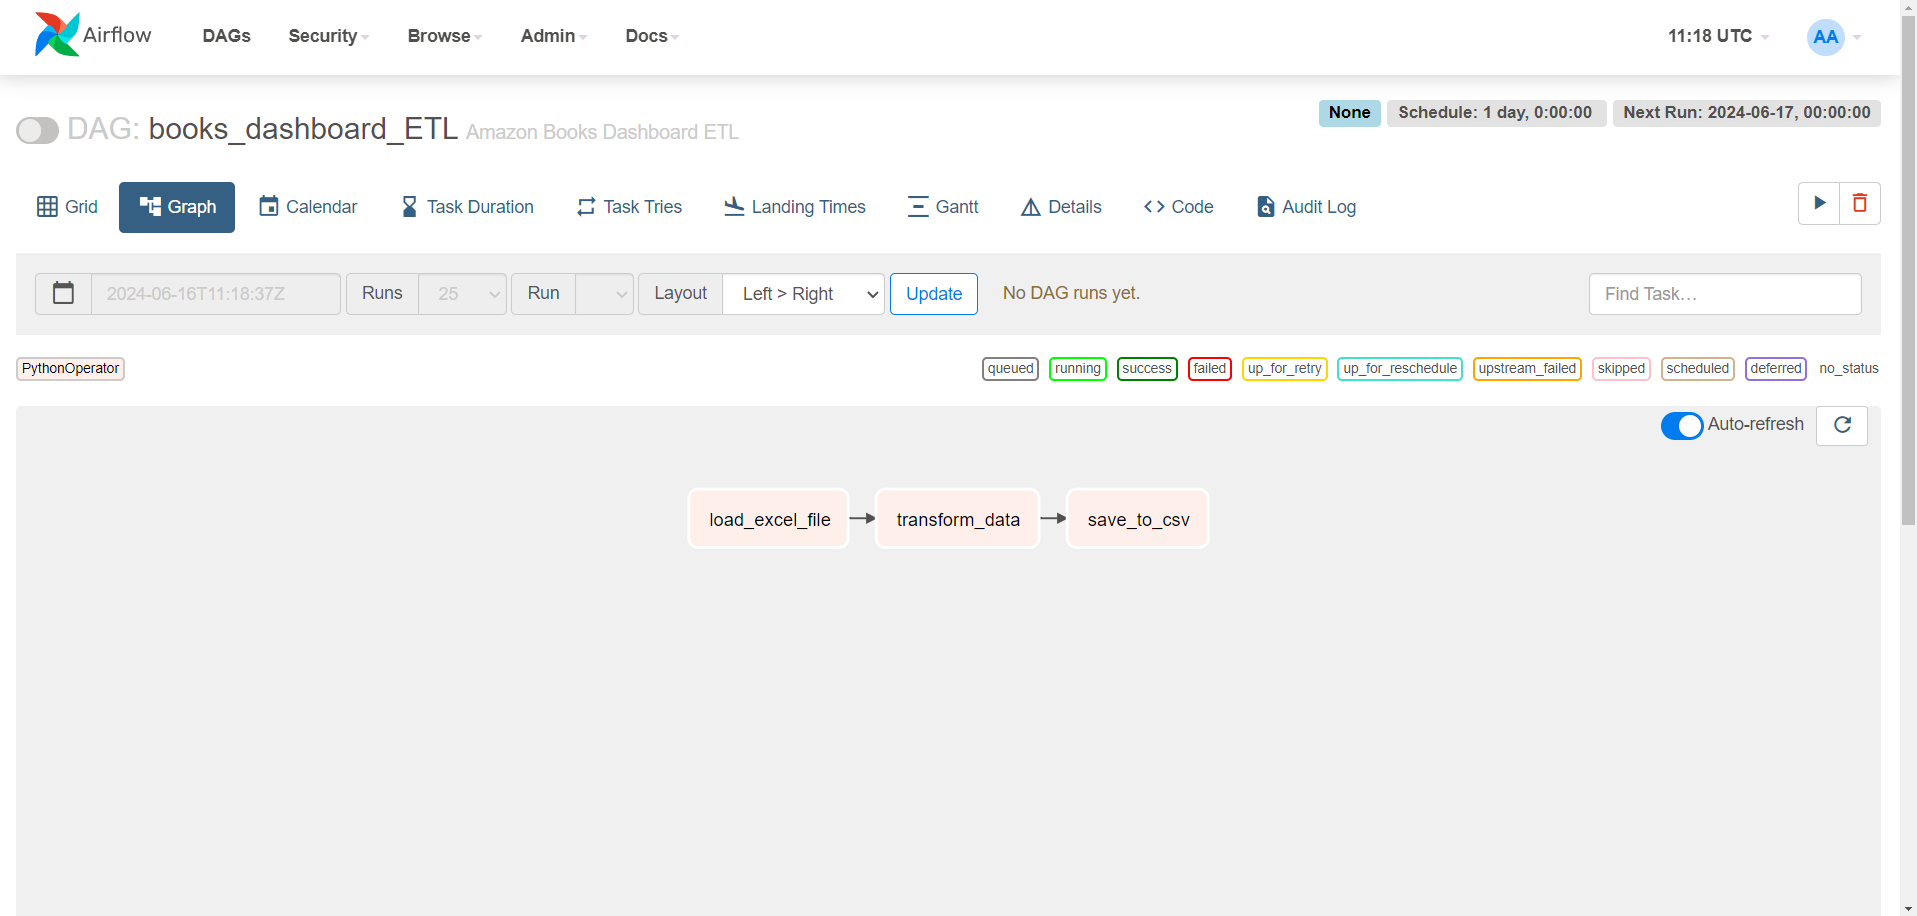 Airflow DAGs Security Browse Admin Docs 11:18 UTC AA
None Schedule: 1 day, 0:00:00 Next Run: 2024-06-17, 00:00:00
DAG: books_dashboard_ETL Amazon Books Dashboard ETL
Grid Graph Calendar Task Duration Task Tries Landing Times Gantt Details Code Audit Log
2024-06-16T11:18:37Z Runs 25 Run Layout Left > Right Update No DAG runs yet. Find Task…
PythonOperator queued running success failed up_for_retry up_for_reschedule upstream_failed skipped scheduled deferred no_status
Auto-refresh
load_excel_file transform_data save_to_csv